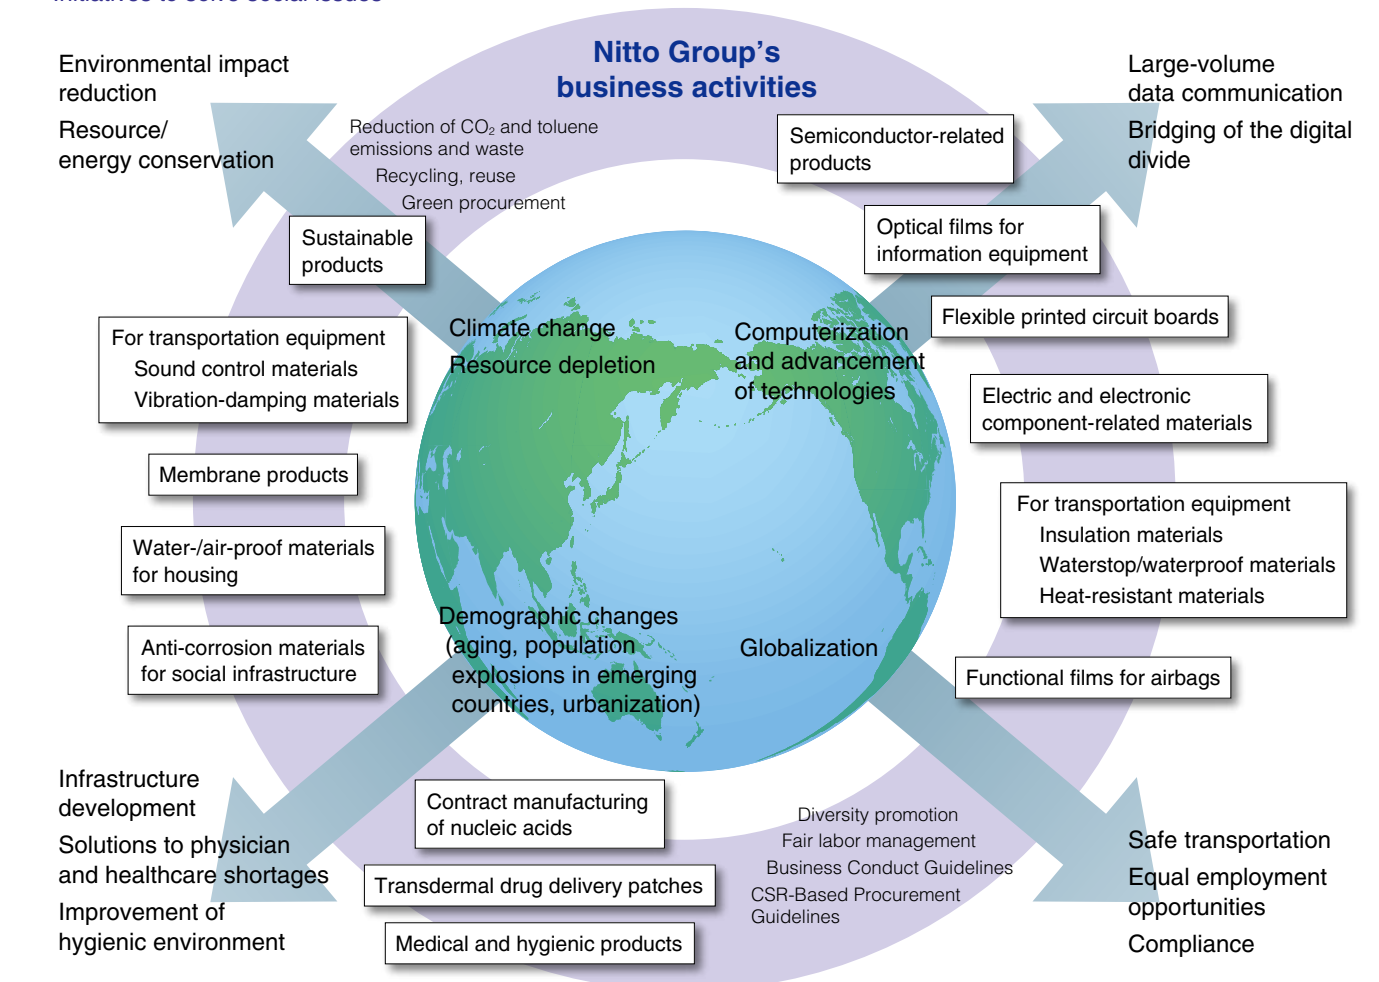 Initiatives to solve social issues
Nitto Group's
business activities
Environmental impact
reduction
Resource/
energy conservation
Large-volume
data communication
Bridging of the digital
divide
Reduction of CO₂ and toluene
emissions and waste
Recycling, reuse
Green procurement
Semiconductor-related
products
Optical films for
information equipment
Sustainable
products
Flexible printed circuit boards
For transportation equipment
Sound control materials
Vibration-damping materials
Climate change
Resource depletion
Computerization
and advancement
of technologies
Electric and electronic
component-related materials
Membrane products
For transportation equipment
Insulation materials
Waterstop/waterproof materials
Heat-resistant materials
Water-/air-proof materials
for housing
Anti-corrosion materials
for social infrastructure
Demographic changes
(aging, population
explosions in emerging
countries, urbanization)
Globalization
Functional films for airbags
Infrastructure
development
Solutions to physician
and healthcare shortages
Improvement of
hygienic environment
Contract manufacturing
of nucleic acids
Transdermal drug delivery patches
Medical and hygienic products
Diversity promotion
Fair labor management
Business Conduct Guidelines
CSR-Based Procurement
Guidelines
Safe transportation
Equal employment
opportunities
Compliance